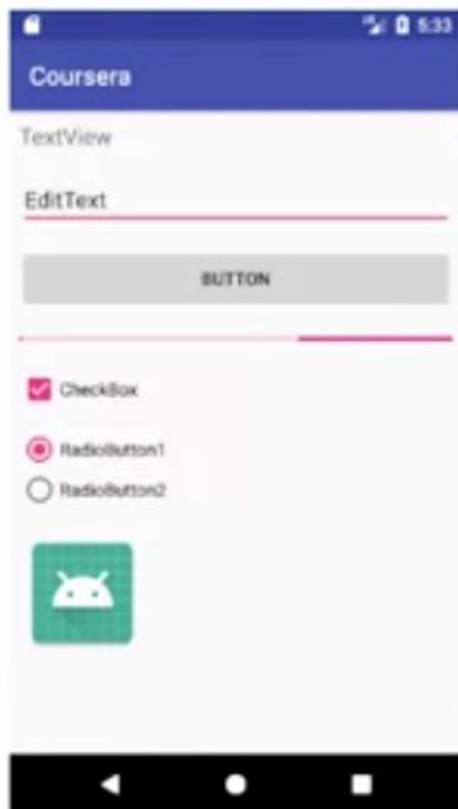 5:33
Coursera
TextView
EditText
BUTTON
CheckBox
RadioButton1
RadioButton2